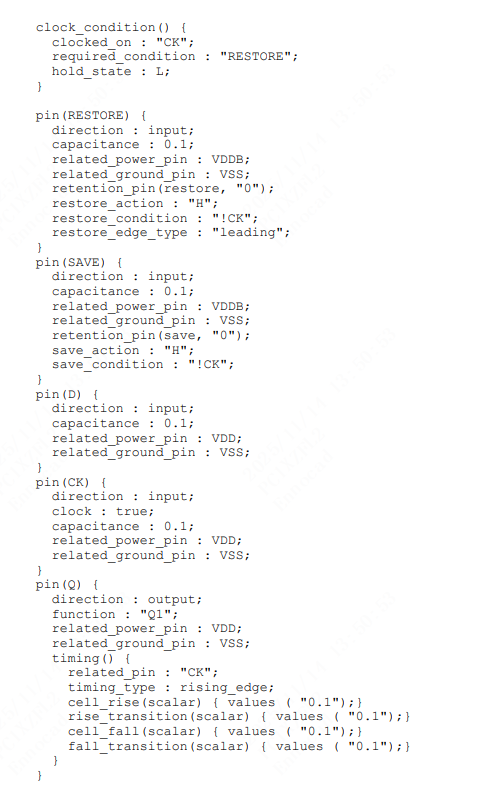 clock_condition() {
clocked_on : "CK";
required_condition : "RESTORE";
hold_state : L;
}
pin(RESTORE) {
direction : input;
capacitance : 0.1;
related_power_pin : VDDB;
related_ground_pin : VSS;
retention_pin(restore, "0");
restore_action : "H";
restore_condition : "!CK";
restore_edge_type : "leading";
}
pin(SAVE) {
direction : input;
capacitance : 0.1;
related_power_pin : VDDB;
related_ground_pin : VSS;
retention_pin(save, "0");
save_action : "H";
save_condition : "!CK";
}
pin(D) {
direction : input;
capacitance : 0.1;
related_power_pin : VDD;
related_ground_pin : VSS;
}
pin(CK) {
direction : input;
clock : true;
capacitance : 0.1;
related_power_pin : VDD;
related_ground_pin : VSS;
}
pin(Q) {
direction : output;
function : "Q1";
related_power_pin : VDD;
related_ground_pin : VSS;
timing() {
related_pin : "CK";
timing_type : rising_edge;
cell_rise(scalar) { values ( "0.1");}
rise_transition(scalar) { values ( "0.1");}
cell_fall(scalar) { values ( "0.1");}
fall_transition(scalar) { values ( "0.1");}
}
}